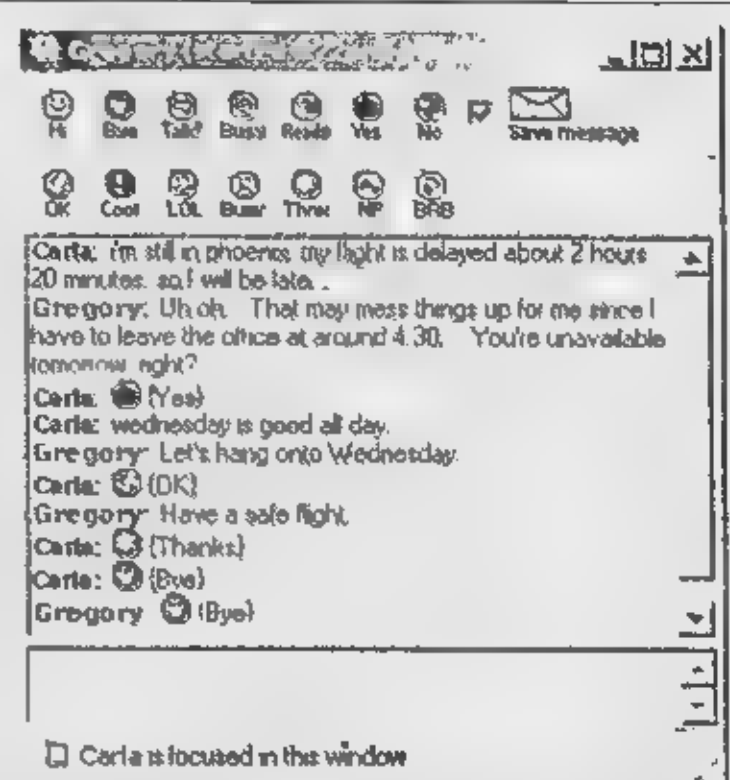 Hi Bye Talk? Busy Ready Yes No Save message
OK Cool LOL Bumr Thnx NP BRB
Carla: i'm still in phoenix, my flight is delayed about 2 hours
20 minutes. so I will be late. .
Gregory: Uh oh. That may mess things up for me since I
have to leave the office at around 4:30. You're unavailable
tomorrow, right?
Carla: (Yes)
Carla: wednesday is good all day.
Gregory: Let's hang onto Wednesday.
Carla: (OK)
Gregory: Have a safe flight.
Carla: (Thanks)
Carla: (Bye)
Gregory (Bye)
Carla is focused in this window